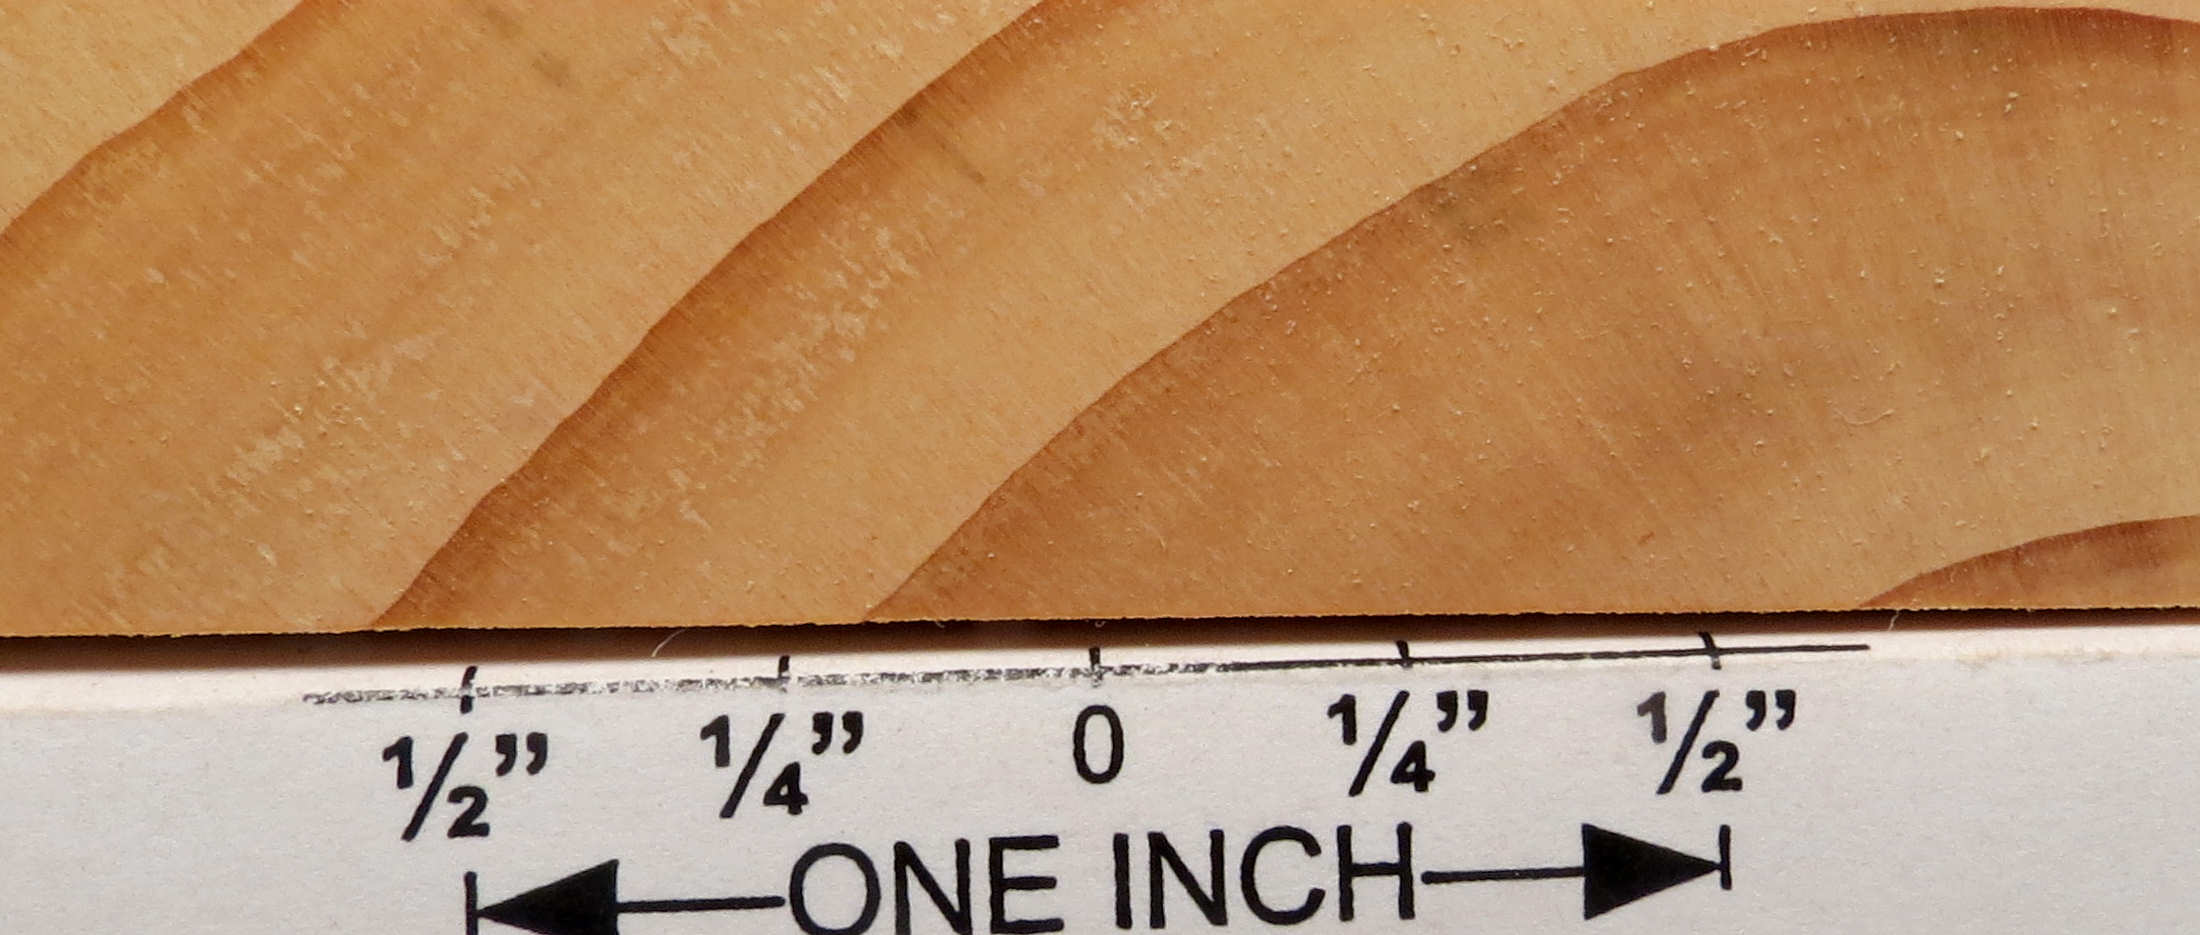 ½” ¼” 0 ¼” ½”
ONE INCH